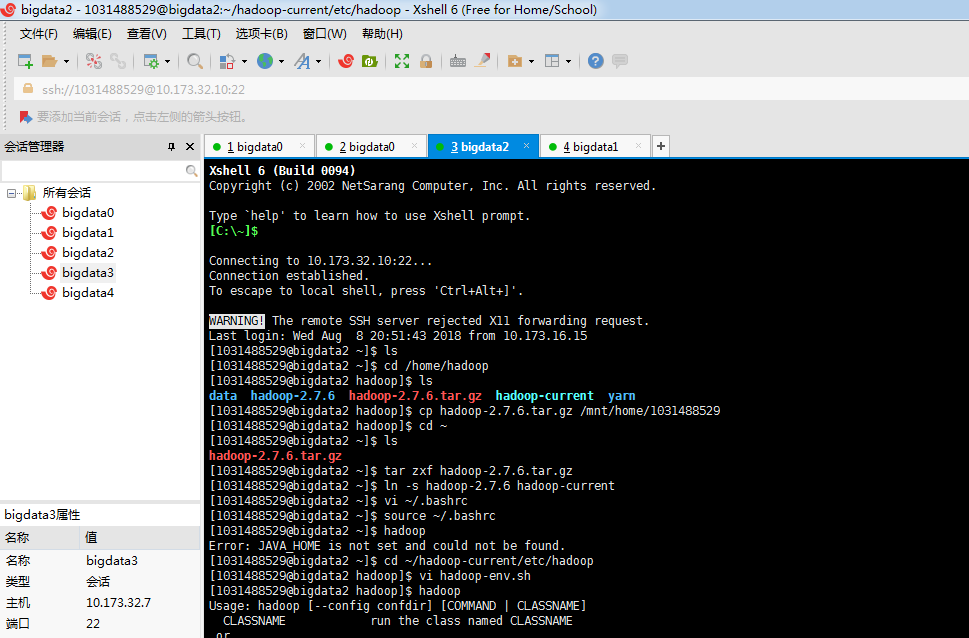 bigdata2 - 1031488529@bigdata2:~/hadoop-current/etc/hadoop - Xshell 6 (Free for Home/School)
文件(F) 编辑(E) 查看(V) 工具(T) 选项卡(B) 窗口(W) 帮助(H)
ssh://1031488529@10.173.32.10:22
要添加当前会话，点击左侧的箭头按钮。
会话管理器
所有会话
bigdata0
bigdata1
bigdata2
bigdata3
bigdata4
bigdata3属性
名称 值
名称 bigdata3
类型 会话
主机 10.173.32.7
端口 22
1 bigdata0 2 bigdata0 3 bigdata2 4 bigdata1
Xshell 6 (Build 0094)
Copyright (c) 2002 NetSarang Computer, Inc. All rights reserved.
Type `help' to learn how to use Xshell prompt.
[C:\~]$
Connecting to 10.173.32.10:22...
Connection established.
To escape to local shell, press 'Ctrl+Alt+]'.
WARNING! The remote SSH server rejected X11 forwarding request.
Last login: Wed Aug  8 20:51:43 2018 from 10.173.16.15
[1031488529@bigdata2 ~]$ ls
[1031488529@bigdata2 ~]$ cd /home/hadoop
[1031488529@bigdata2 hadoop]$ ls
data  hadoop-2.7.6  hadoop-2.7.6.tar.gz  hadoop-current  yarn
[1031488529@bigdata2 hadoop]$ cp hadoop-2.7.6.tar.gz /mnt/home/1031488529
[1031488529@bigdata2 hadoop]$ cd ~
[1031488529@bigdata2 ~]$ ls
hadoop-2.7.6.tar.gz
[1031488529@bigdata2 ~]$ tar zxf hadoop-2.7.6.tar.gz
[1031488529@bigdata2 ~]$ ln -s hadoop-2.7.6 hadoop-current
[1031488529@bigdata2 ~]$ vi ~/.bashrc
[1031488529@bigdata2 ~]$ source ~/.bashrc
[1031488529@bigdata2 ~]$ hadoop
Error: JAVA_HOME is not set and could not be found.
[1031488529@bigdata2 ~]$ cd ~/hadoop-current/etc/hadoop
[1031488529@bigdata2 hadoop]$ vi hadoop-env.sh
[1031488529@bigdata2 hadoop]$ hadoop
Usage: hadoop [--config confdir] [COMMAND | CLASSNAME]
CLASSNAME            run the class named CLASSNAME
or